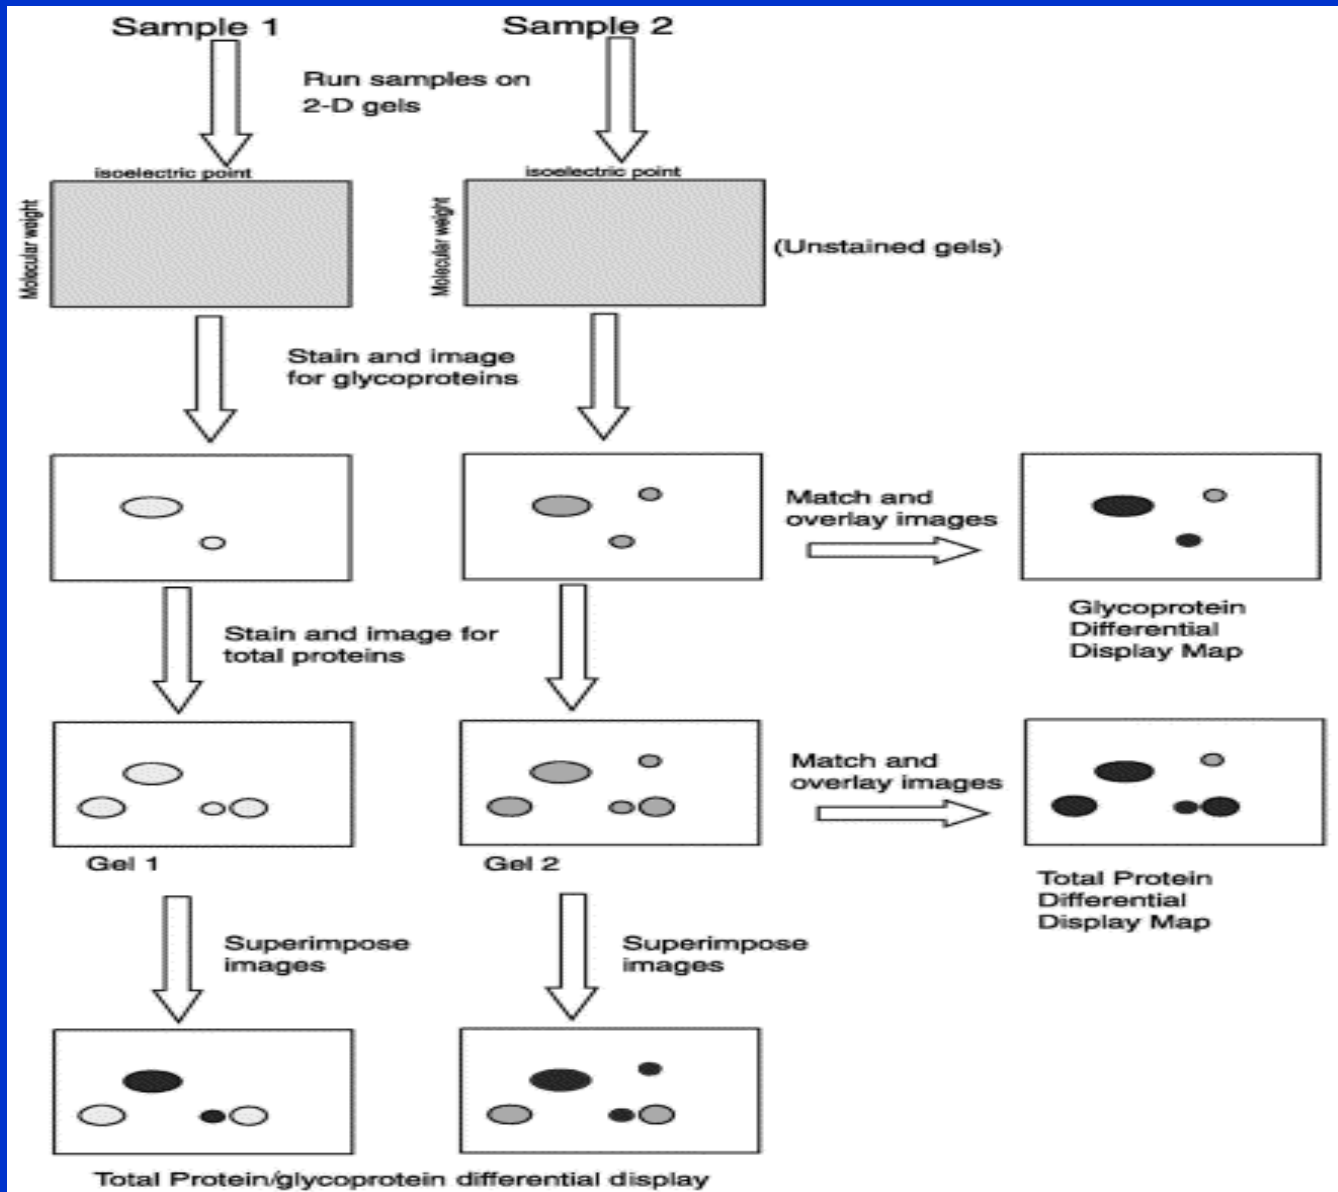 Sample 1
Sample 2
Run samples on
2-D gels
isoelectric point
isoelectric point
Molecular weight
Molecular weight
(Unstained gels)
Stain and image
for glycoproteins
Match and
overlay images
Glycoprotein
Differential
Display Map
Stain and image for
total proteins
Match and
overlay images
Gel 1
Gel 2
Total Protein
Differential
Display Map
Superimpose
images
Superimpose
images
Total Protein/glycoprotein differential display